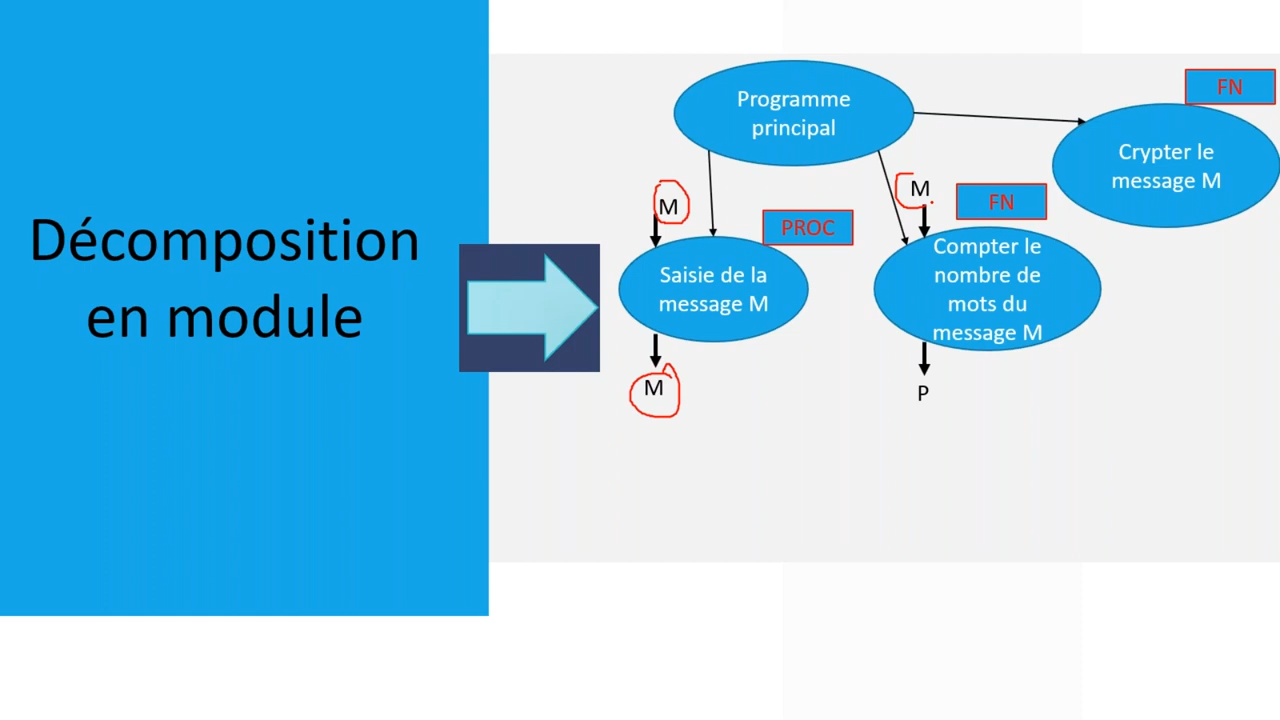 Décomposition
en module
Programme
principal
FN
Crypter le
message M
M
PROC
Saisie de la
message M
M
M
FN
Compter le
nombre de
mots du
message M
P